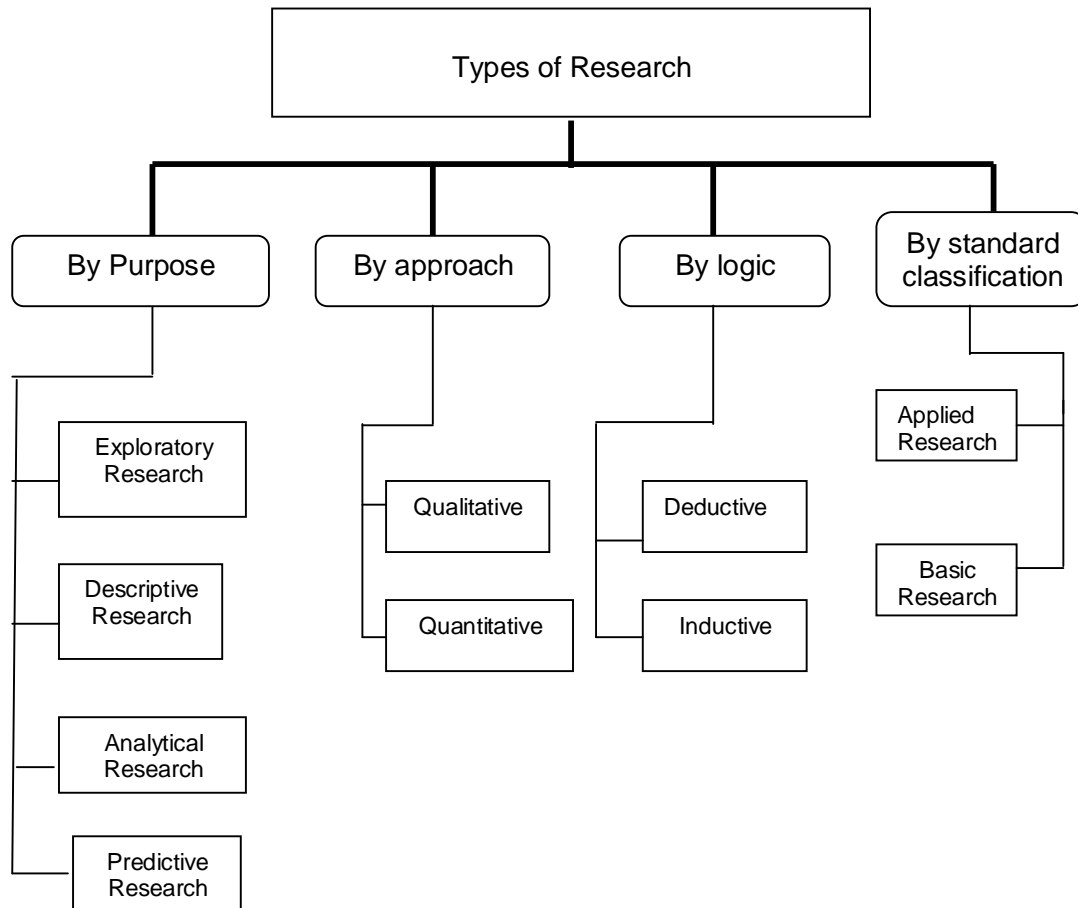 Types of Research
By Purpose
By approach
By logic
By standard
classification
Exploratory
Research
Descriptive
Research
Analytical
Research
Predictive
Research
Qualitative
Quantitative
Deductive
Inductive
Applied
Research
Basic
Research